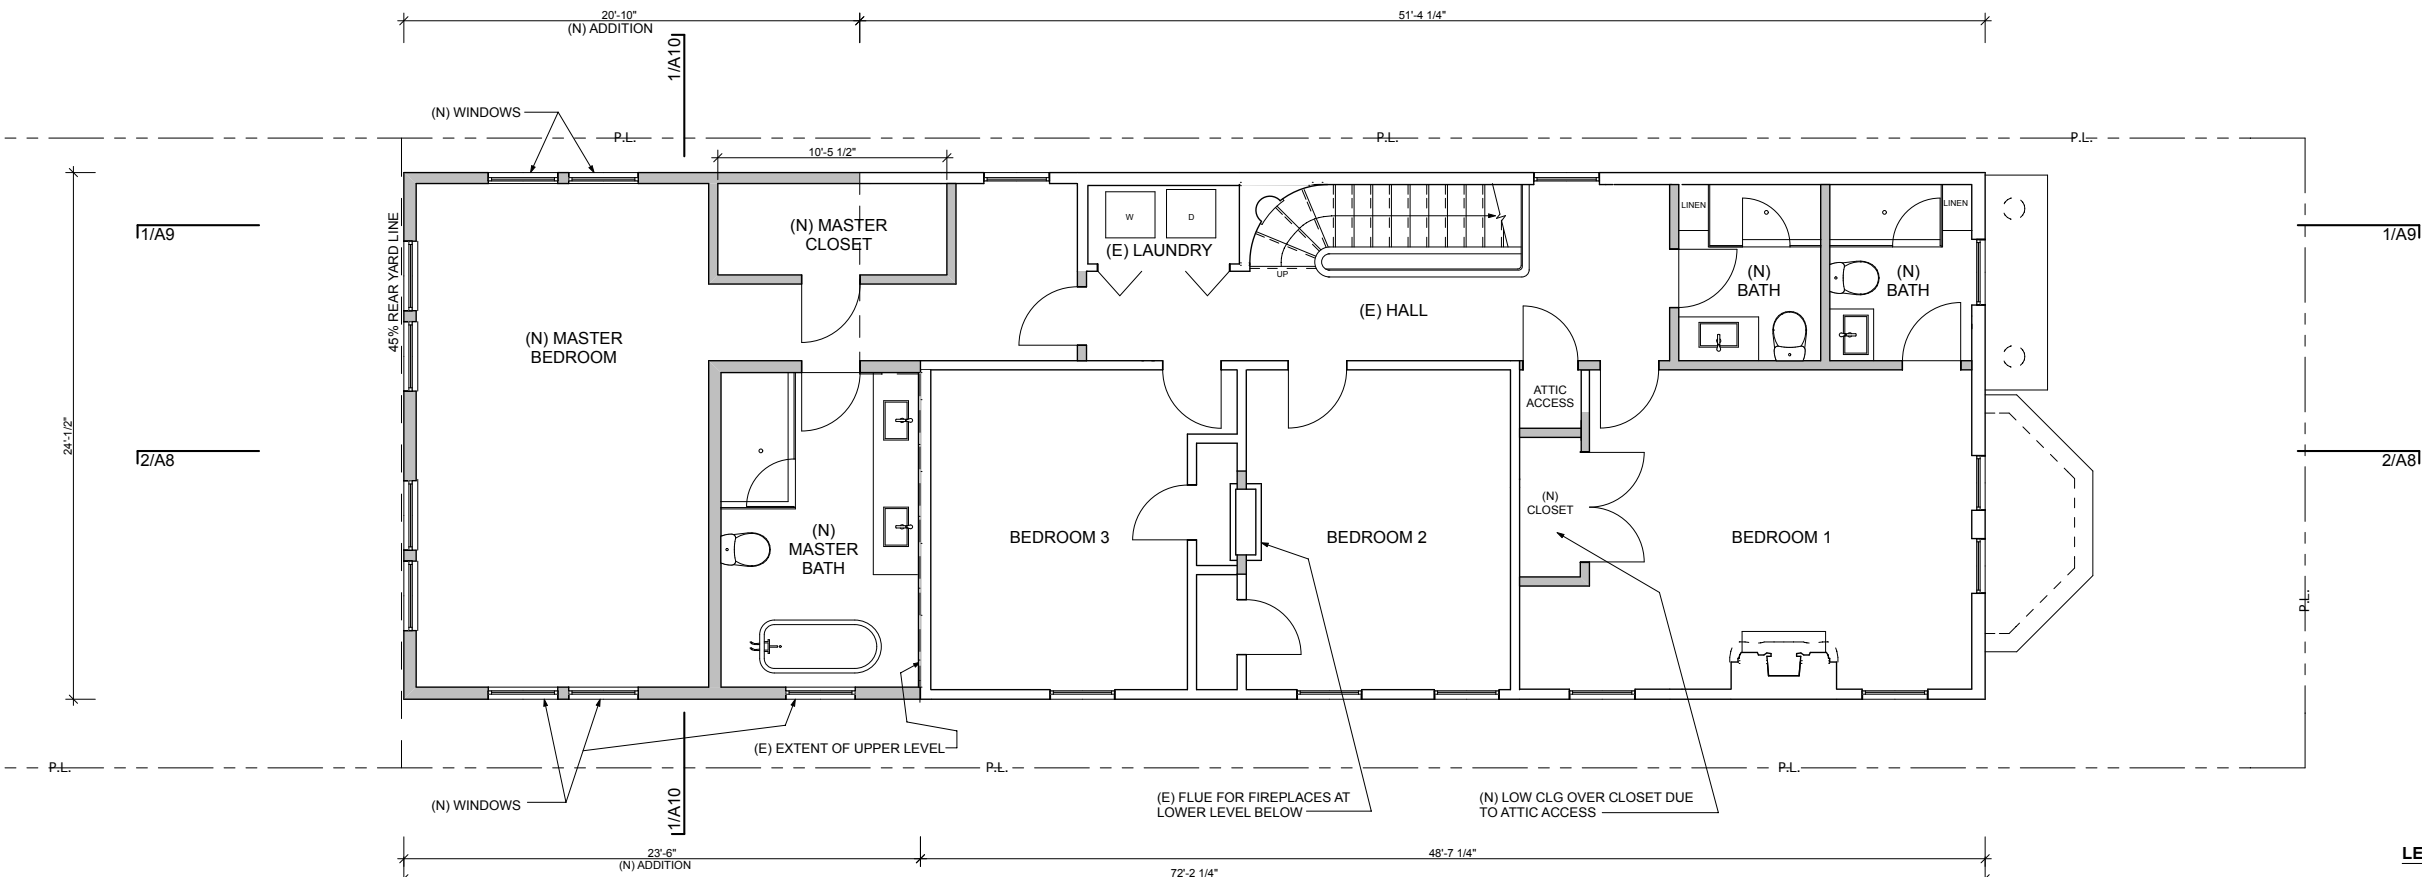 20'-10"
(N) ADDITION
51'-4 1/4"
1/A10
(N) WINDOWS
P.L.
P.L.
P.L.
10'-5 1/2"
1/A9
1/A9
45% REAR YARD LINE
(N) MASTER
CLOSET
W
D
(E) LAUNDRY
UP
LINEN
LINEN
(N)
BATH
(N)
BATH
(E) HALL
(N) MASTER
BEDROOM
24'-1/2"
ATTIC
ACCESS
2/A8
2/A8
(N)
CLOSET
(N)
MASTER
BATH
BEDROOM 3
BEDROOM 2
BEDROOM 1
P.L.
(E) EXTENT OF UPPER LEVEL
P.L.
P.L.
P.L.
(N) WINDOWS
1/A10
(E) FLUE FOR FIREPLACES AT
LOWER LEVEL BELOW
(N) LOW CLG OVER CLOSET DUE
TO ATTIC ACCESS
23'-6"
(N) ADDITION
48'-7 1/4"
72'-2 1/4"
LE